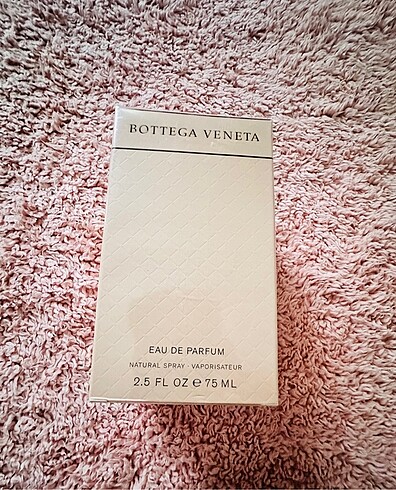 BOTTEGA VENETA
EAU DE PARFUM
NATURAL SPRAY - VAPORISATEUR
2.5 FL OZ ℮ 75 ML